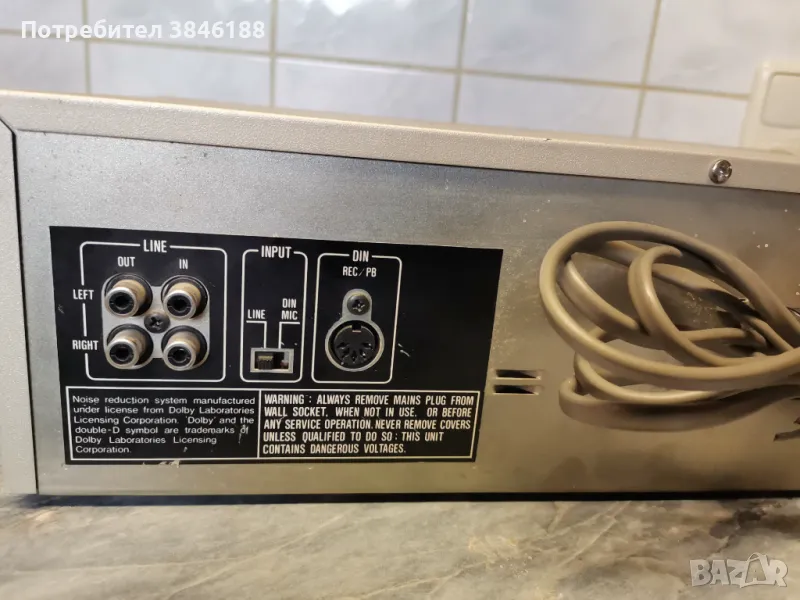 Потребител 3846188
LINE
OUT IN
LEFT
RIGHT
INPUT
LINE
DIN
MIC
DIN
REC/PB
Noise reduction system manufactured
under license from Dolby Laboratories
Licensing Corporation. 'Dolby' and the
double-D symbol are trademarks of
Dolby Laboratories Licensing
Corporation.
WARNING : ALWAYS REMOVE MAINS PLUG FROM
WALL SOCKET. WHEN NOT IN USE. OR BEFORE
ANY SERVICE OPERATION. NEVER REMOVE COVERS
UNLESS QUALIFIED TO DO SO : THIS UNIT
CONTAINS DANGEROUS VOLTAGES.
BAZAR